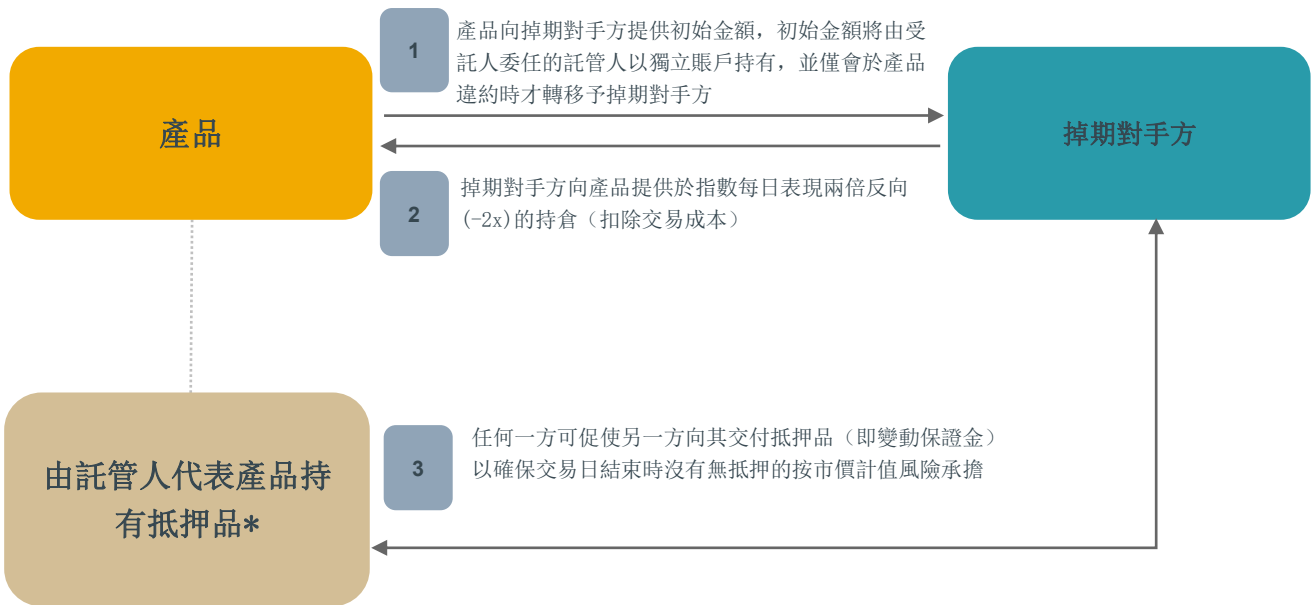 1
產品向掉期對手方提供初始金額，初始金額將由受
託人委任的託管人以獨立賬戶持有，並僅會於產品
違約時才轉移予掉期對手方
產品
掉期對手方
2
掉期對手方向產品提供於指數每日表現兩倍反向
(-2x)的持倉（扣除交易成本）
由託管人代表產品持
有抵押品*
3
任何一方可促使另一方向其交付抵押品（即變動保證金）
以確保交易日結束時沒有無抵押的按市價計值風險承擔